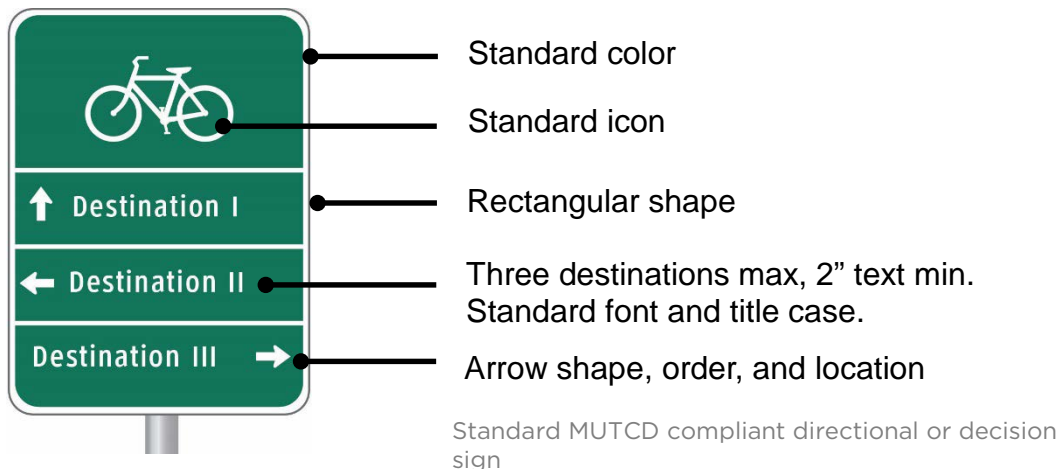 Standard color
Standard icon
Destination I
Rectangular shape
Destination II
Three destinations max, 2” text min.
Standard font and title case.
Destination III
Arrow shape, order, and location
Standard MUTCD compliant directional or decision
sign